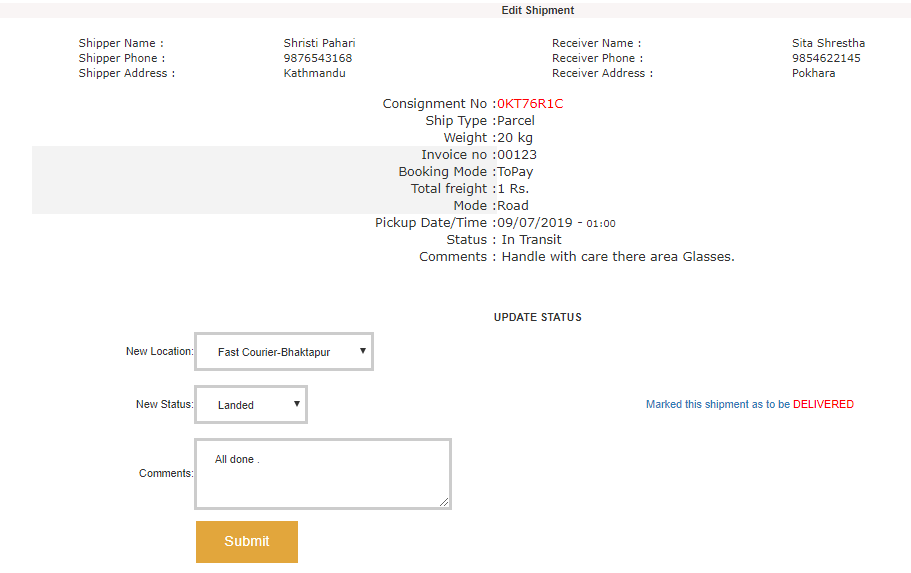 Edit Shipment
Shipper Name : Shristi Pahari Receiver Name : Sita Shrestha
Shipper Phone : 9876543168 Receiver Phone : 9854622145
Shipper Address : Kathmandu Receiver Address : Pokhara
Consignment No :0KT76R1C
Ship Type :Parcel
Weight :20 kg
Invoice no :00123
Booking Mode :ToPay
Total freight :1 Rs.
Mode :Road
Pickup Date/Time :09/07/2019 - 01:00
Status : In Transit
Comments : Handle with care there area Glasses.
UPDATE STATUS
New Location: Fast Courier-Bhaktapur
New Status: Landed Marked this shipment as to be DELIVERED
Comments: All done .
Submit